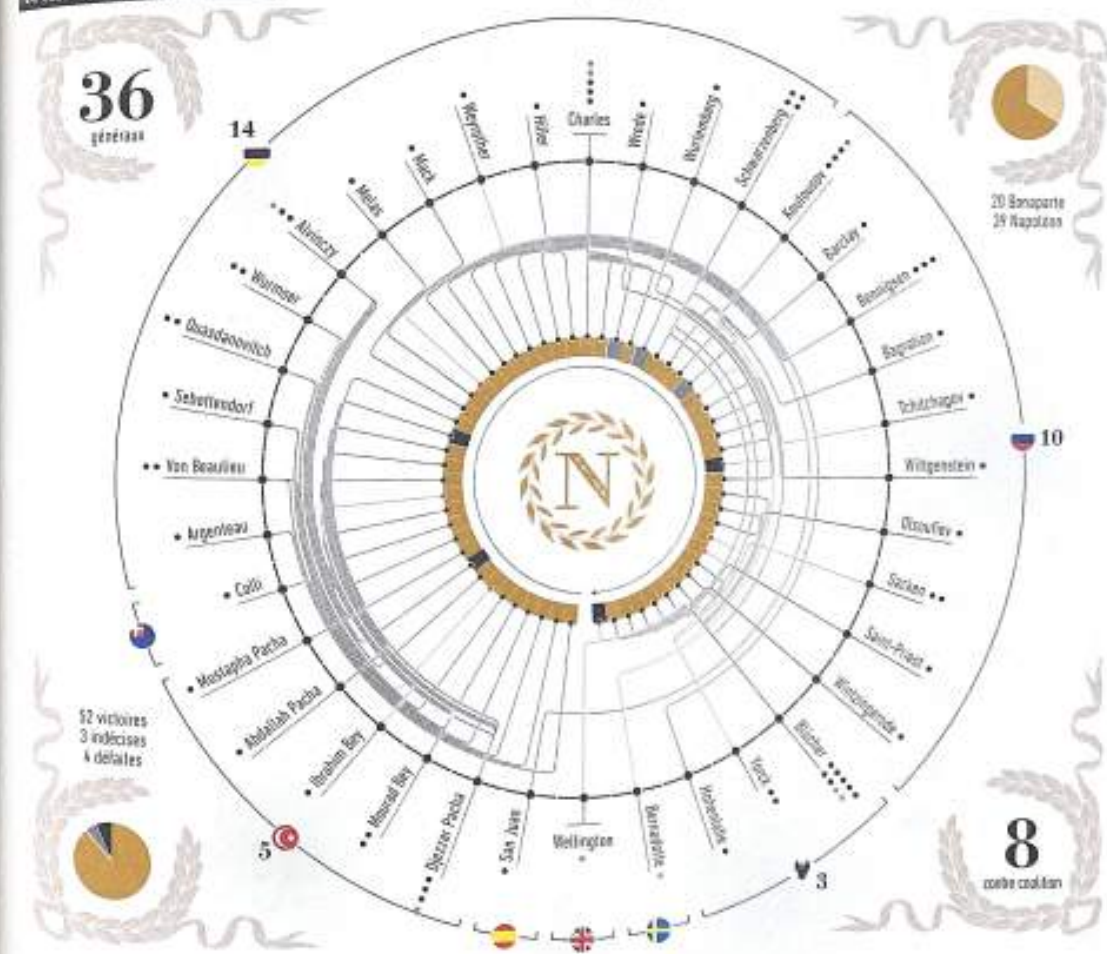 36
généraux
14
Alvinczy
Melas
Mack
Weyrother
Hiller
Charles
Wrede
Wurtemberg
Schwarzenberg
Koutouzov
Barclay
Bennigsen
Bagration
Tchitchagov
10
Wittgenstein
Olsoufiev
Sacken
Saint-Priest
Wintzingerode
Blücher
Yorck
Hohenlohe
3
Bernadotte
Wellington
San Juan
Djezzar Pacha
Mourad Bey
5
Ibrahim Bey
Abdallah Pacha
Mustapha Pacha
Colli
Argenteau
Von Beaulieu
Sebottendorf
Quasdanovitch
Wurmser
N
20 Bonaparte
39 Napoléon
52 victoires
3 indécises
4 défaites
8
contre coalition